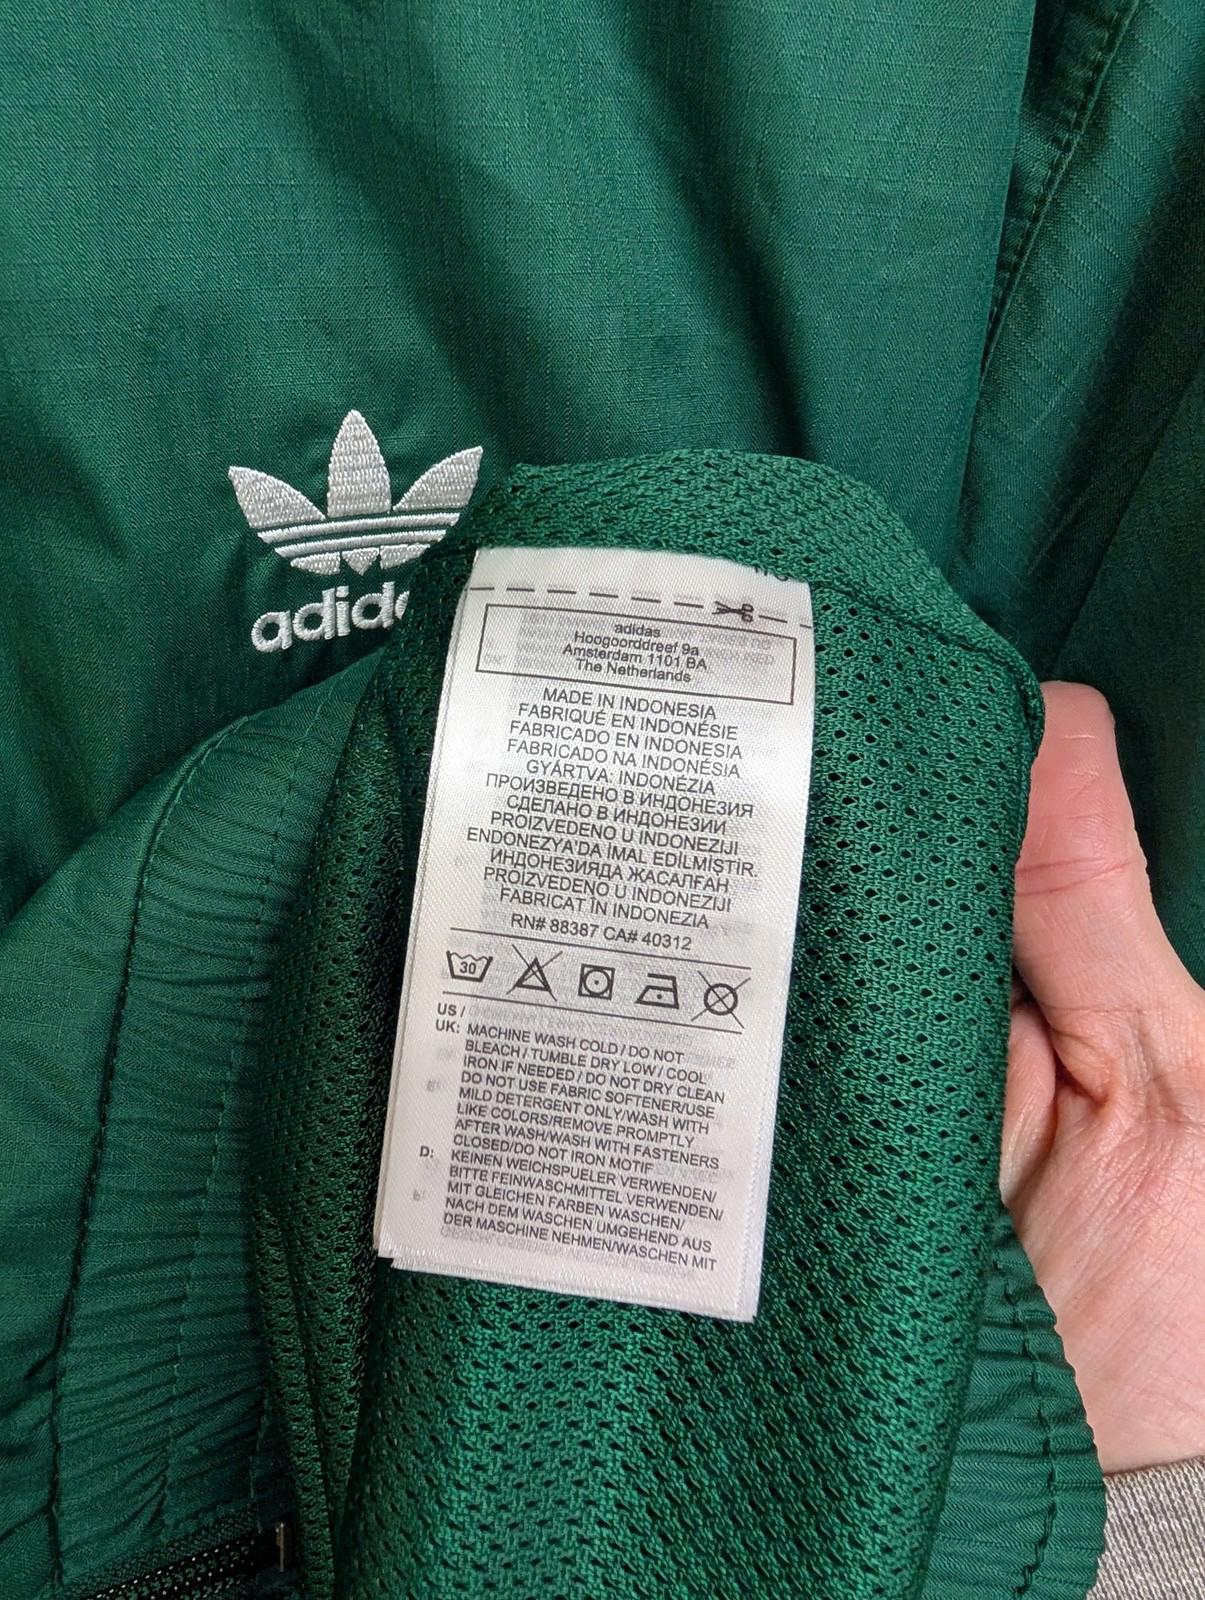 adidas
Hoogoorddreef 9a
Amsterdam 1101 BA
The Netherlands
MADE IN INDONESIA
FABRIQUÉ EN INDONÉSIE
FABRICADO EN INDONESIA
FABRICADO NA INDONÉSIA
GYÁRTVA: INDONÉZIA
ПРОИЗВЕДЕНО В ИНДОНЕЗИЯ
СДЕЛАНО В ИНДОНЕЗИИ
PROIZVEDENO U INDONEZIJI
ENDONEZYA'DA İMAL EDİLMİŞTİR.
ИНДОНЕЗИЯДА ЖАСАЛҒАН
PROIZVEDENO U INDONEZIJI
FABRICAT ÎN INDONEZIA
RN# 88387 CA# 40312
30
US /
UK: MACHINE WASH COLD / DO NOT
BLEACH / TUMBLE DRY LOW / COOL
IRON IF NEEDED / DO NOT DRY CLEAN
DO NOT USE FABRIC SOFTENER/USE
MILD DETERGENT ONLY/WASH WITH
LIKE COLORS/REMOVE PROMPTLY
AFTER WASH/WASH WITH FASTENERS
CLOSED/DO NOT IRON MOTIF
D: KEINEN WEICHSPUELER VERWENDEN/
BITTE FEINWASCHMITTEL VERWENDEN/
MIT GLEICHEN FARBEN WASCHEN/
NACH DEM WASCHEN UMGEHEND AUS
DER MASCHINE NEHMEN/WASCHEN MIT